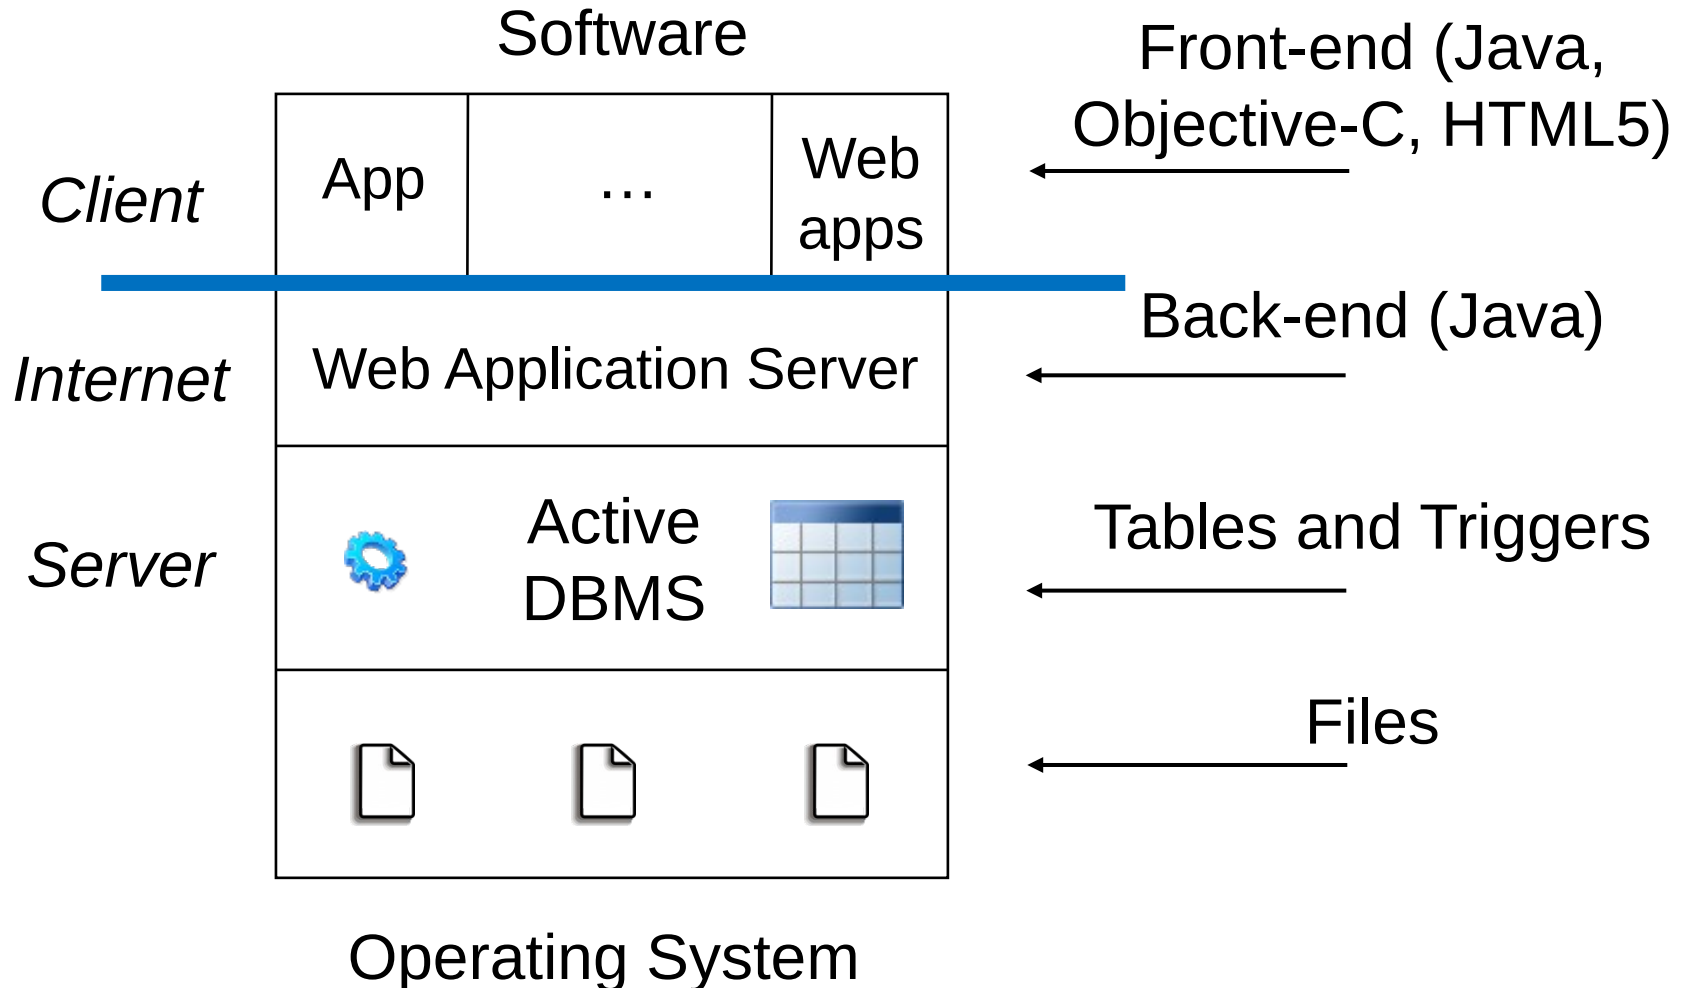 Software
Front-end (Java,
Objective-C, HTML5)
Client
App
…
Web
apps
Back-end (Java)
Internet
Web Application Server
Tables and Triggers
Server
Active
DBMS
Files
Operating System